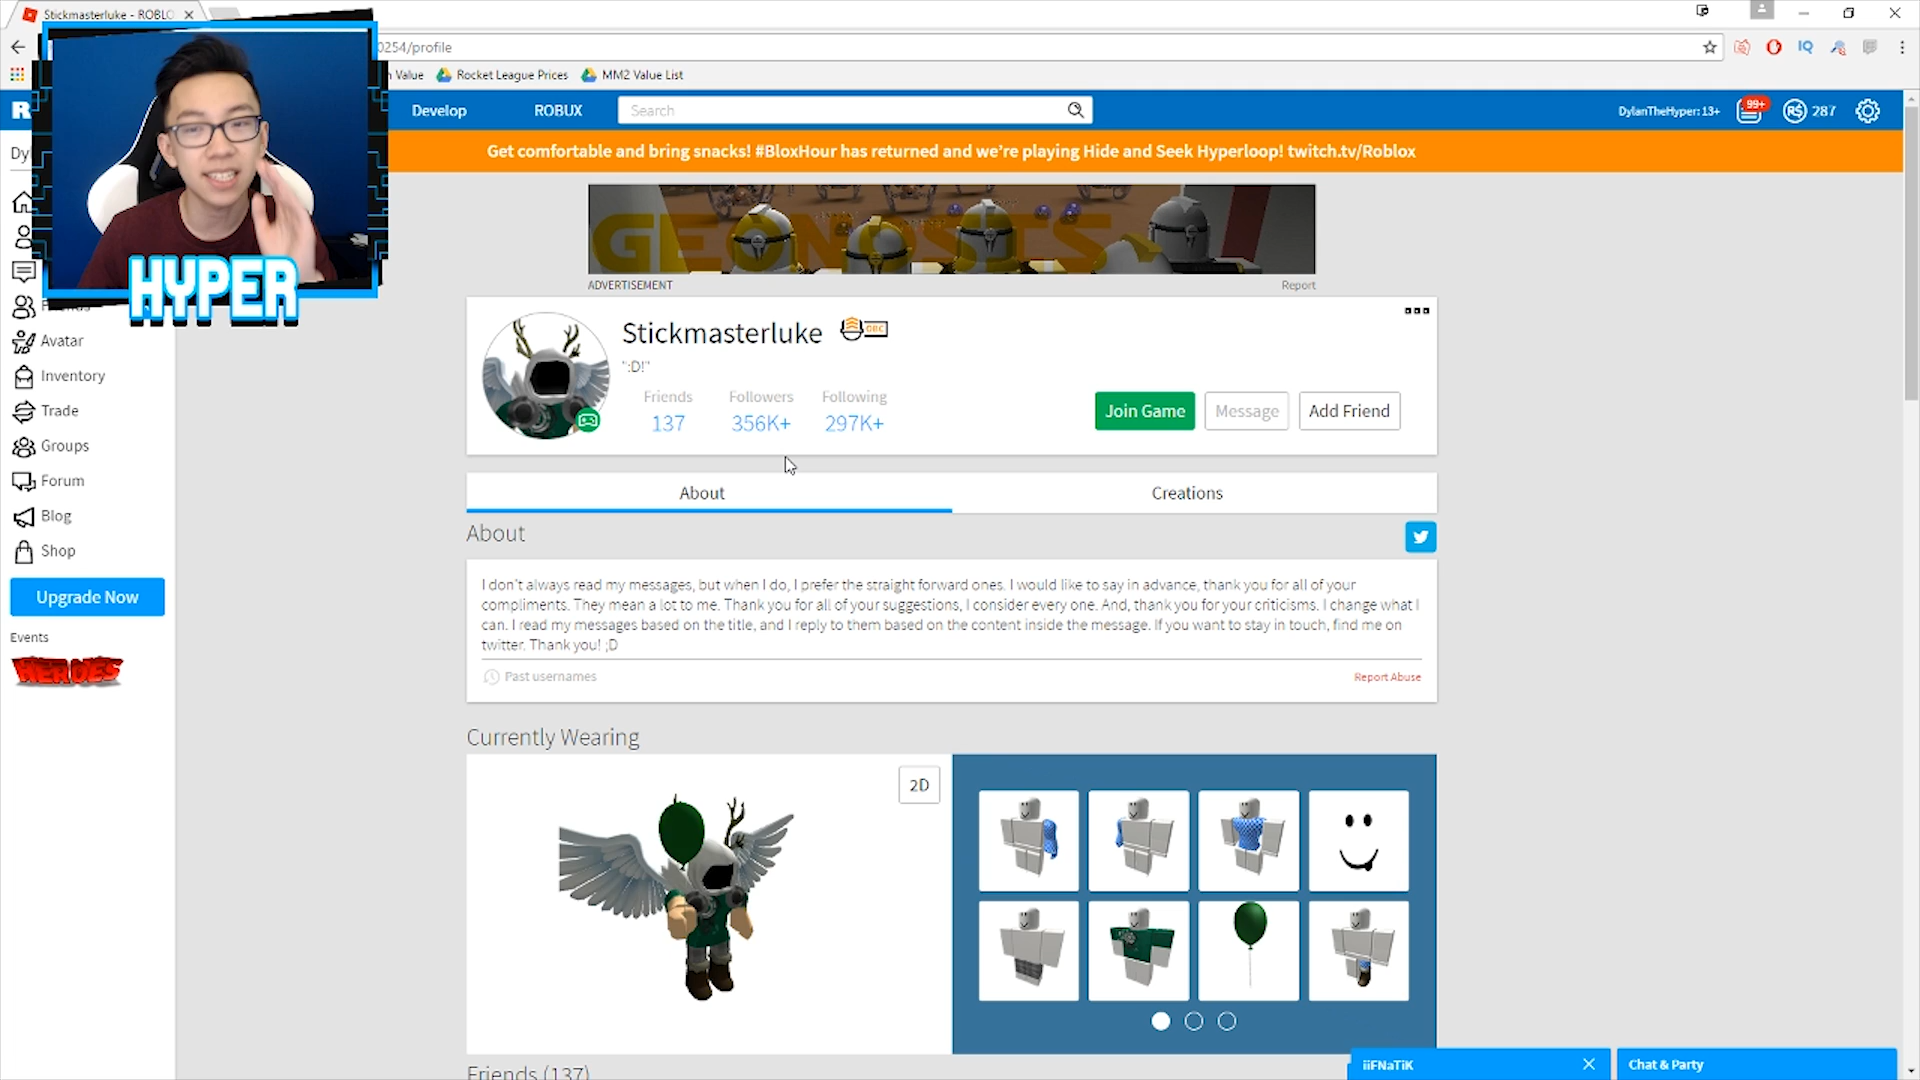 Stickmasterluke - ROBLO
0254/profile
n Value
Rocket League Prices
MM2 Value List
R
Develop
ROBUX
Search
DylanTheHyper: 13+
99+
R$ 287
Get comfortable and bring snacks! #BloxHour has returned and we're playing Hide and Seek Hyperloop! twitch.tv/Roblox
Dyl
GEONOSIS
ADVERTISEMENT
Report
HYPER
Friends
Avatar
Inventory
Trade
Groups
Forum
Blog
Shop
Upgrade Now
Events
HEROES
Stickmasterluke
OBC
":D!"
Friends
Followers
Following
137
356K+
297K+
Join Game
Message
Add Friend
About
Creations
About
I don't always read my messages, but when I do, I prefer the straight forward ones. I would like to say in advance, thank you for all of your
compliments. They mean a lot to me. Thank you for all of your suggestions, I consider every one. And, thank you for your criticisms. I change what I
can. I read my messages based on the title, and I reply to them based on the content inside the message. If you want to stay in touch, find me on
twitter. Thank you! ;D
Past usernames
Report Abuse
Currently Wearing
2D
Friends (137)
iiFNaTiK
Chat & Party
IQ